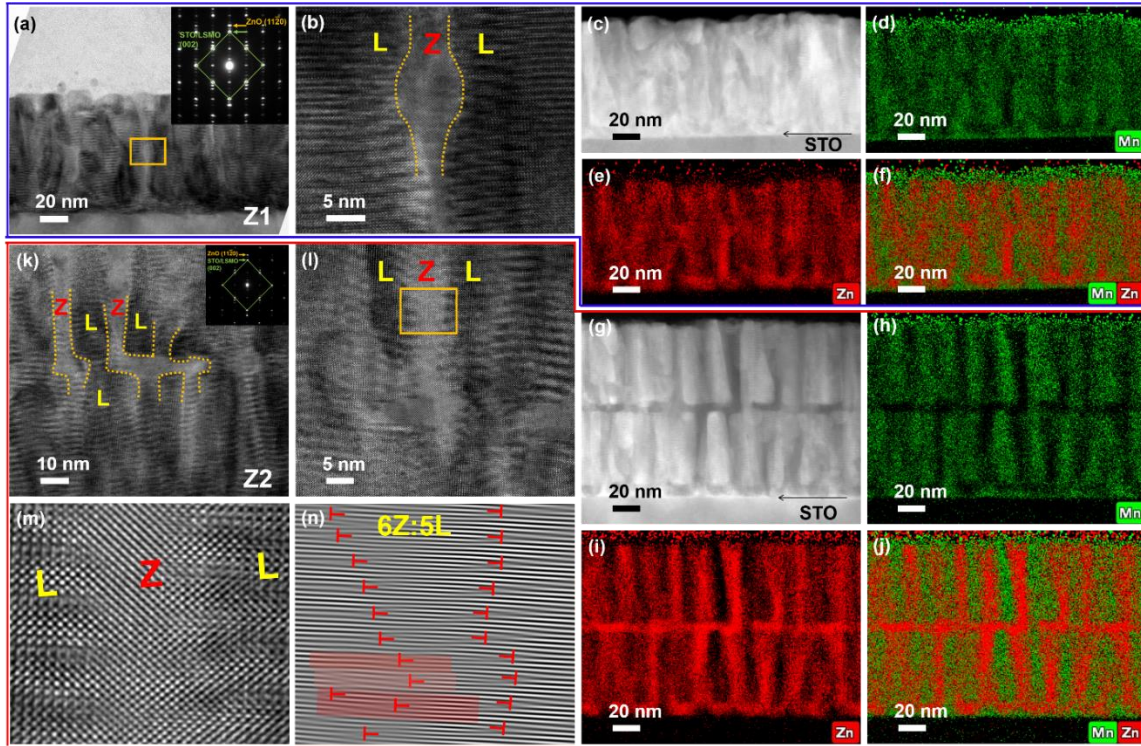 (a)
ZnO (11-20)
STO/LSMO
(002)
20 nm
Z1
(b)
L
Z
L
5 nm
(c)
20 nm
STO
(d)
20 nm
Mn
(e)
20 nm
Zn
(f)
20 nm
Mn Zn
(k)
ZnO (11-20)
STO/LSMO
(002)
Z
L
Z
L
L
10 nm
Z2
(l)
L
Z
L
5 nm
(g)
20 nm
STO
(h)
20 nm
Mn
(m)
L
Z
L
(n)
6Z:5L
(i)
20 nm
Zn
(j)
20 nm
Mn Zn